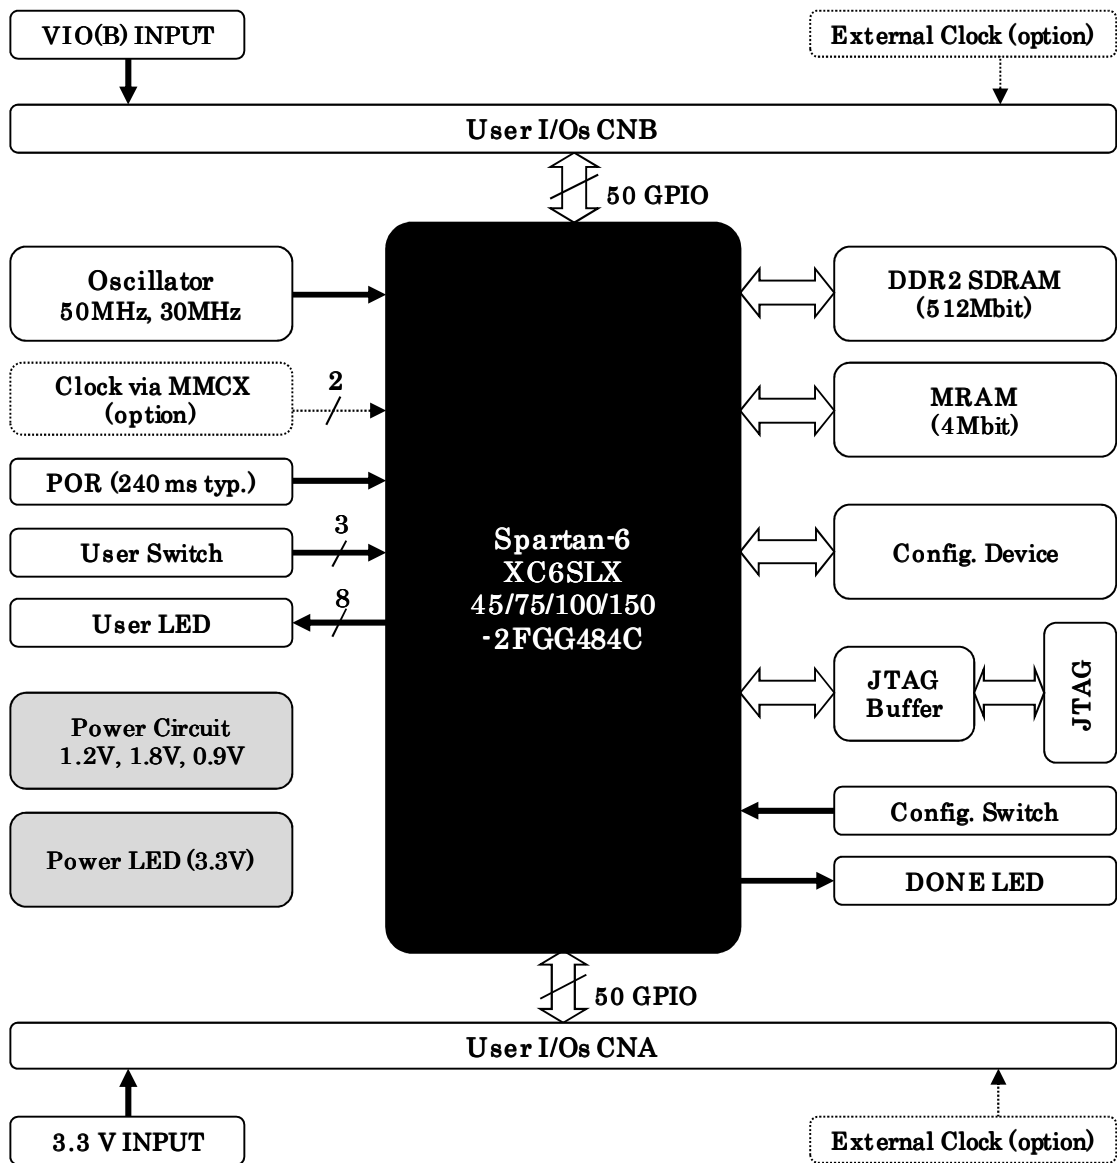 VIO(B) INPUT
External Clock (option)
User I/Os CNB
50 GPIO
Oscillator
50MHz, 30MHz
DDR2 SDRAM
(512Mbit)
Clock via MMCX
(option)
2
MRAM
(4Mbit)
POR (240 ms typ.)
User Switch
3
User LED
8
Spartan-6
XC6SLX
45/75/100/150
-2FGG484C
Config. Device
JTAG
Buffer
JTAG
Power Circuit
1.2V, 1.8V, 0.9V
Config. Switch
Power LED (3.3V)
DONE LED
50 GPIO
User I/Os CNA
3.3 V INPUT
External Clock (option)